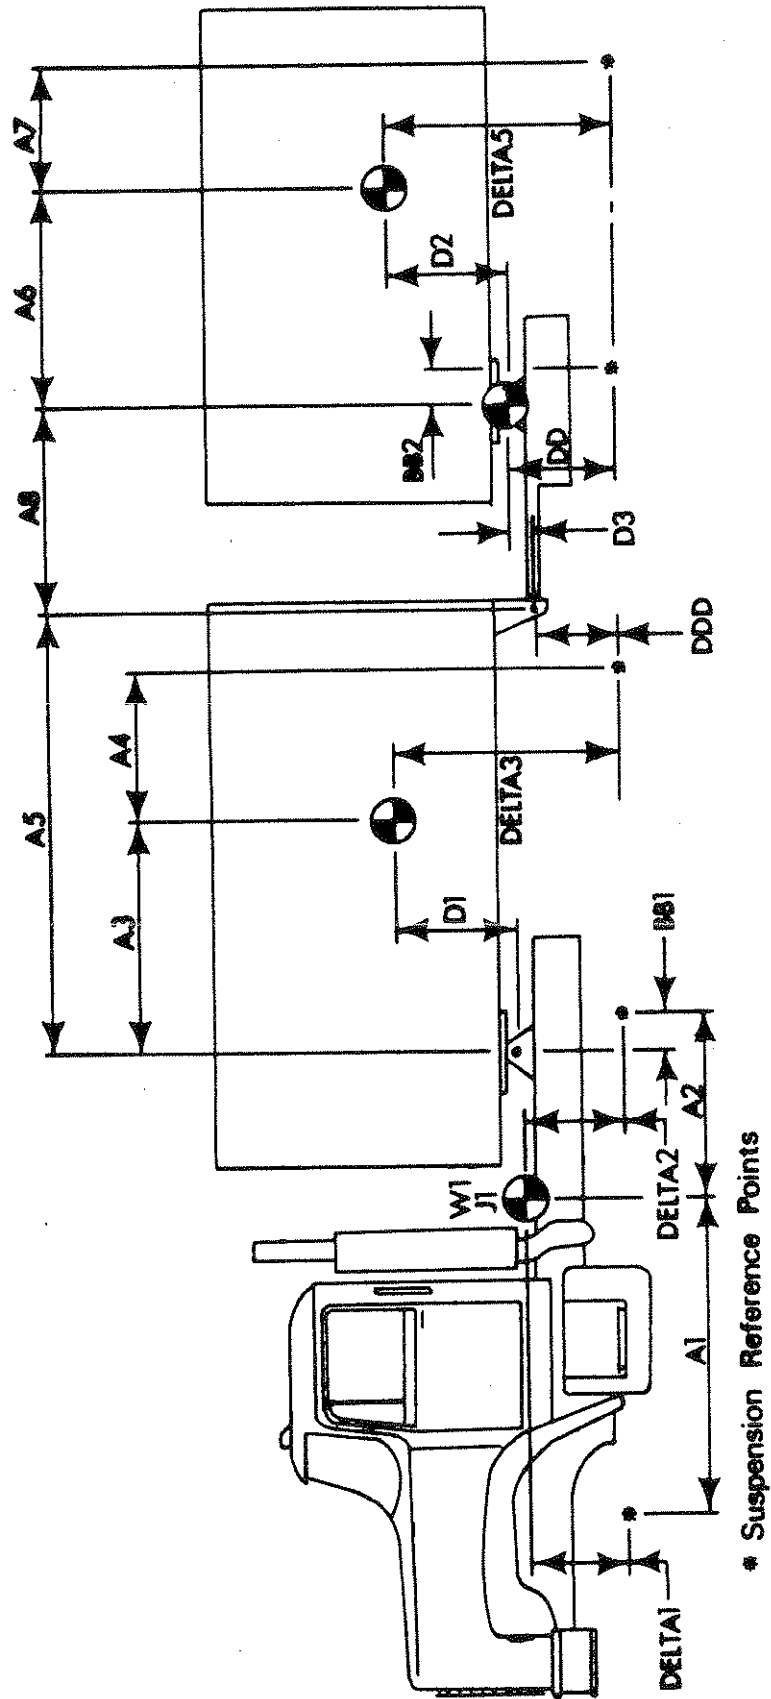 A5
A8
A6
A7
A3
A4
D1
DELTA3
BB2
D2
DELTA5
DD
D3
DDD
W1
J1
DELTA1
A1
DELTA2
A2
BB1
* Suspension Reference Points